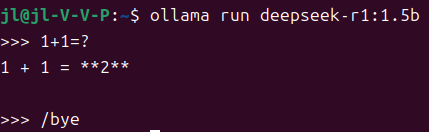 jl@jl-V-V-P:~$ ollama run deepseek-r1:1.5b
>>> 1+1=?
1 + 1 = **2**
>>> /bye